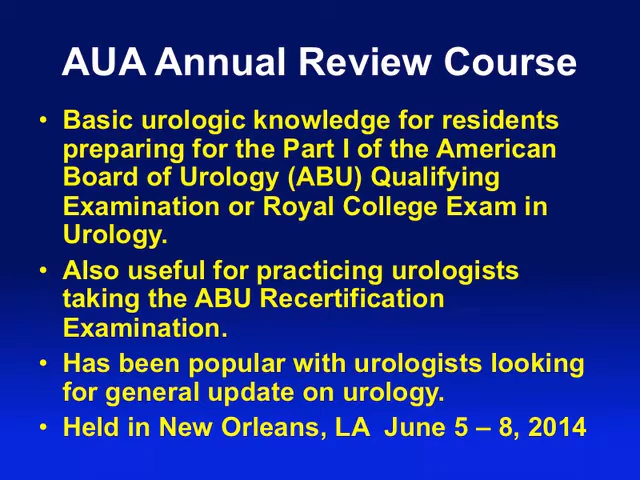 AUA Annual Review Course
• Basic urologic knowledge for residents
preparing for the Part I of the American
Board of Urology (ABU) Qualifying
Examination or Royal College Exam in
Urology.
• Also useful for practicing urologists
taking the ABU Recertification
Examination.
• Has been popular with urologists looking
for general update on urology.
• Held in New Orleans, LA  June 5 – 8, 2014